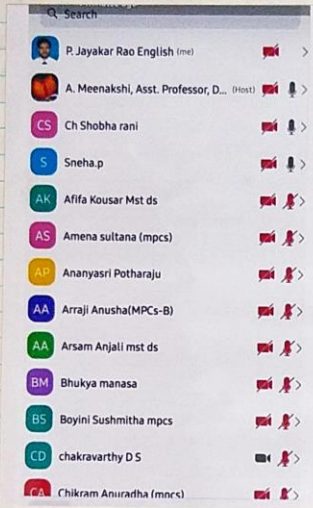 Search
P. Jayakar Rao English (me)
A. Meenakshi, Asst. Professor, D... (Host)
CS Ch Shobha rani
S Sneha.p
AK Afifa Kousar Mst ds
AS Amena sultana (mpcs)
AP Ananyasri Potharaju
AA Arraji Anusha(MPCs-B)
AA Arsam Anjali mst ds
BM Bhukya manasa
BS Boyini Sushmitha mpcs
CD chakravarthy D S
CA Chikram Anuradha (mpcs)